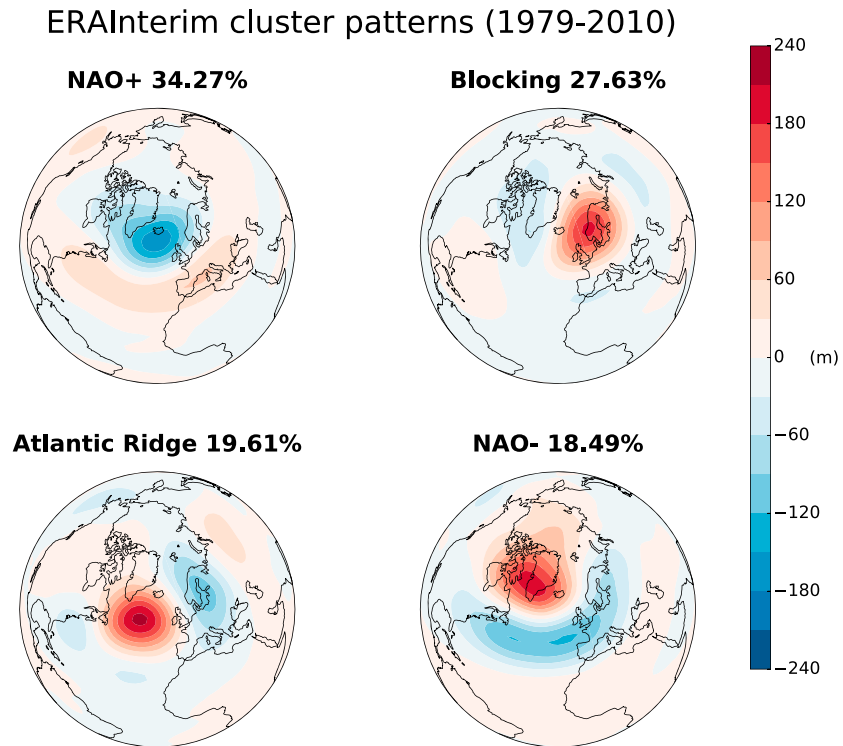 ERAInterim cluster patterns (1979-2010)
NAO+ 34.27%
Blocking 27.63%
Atlantic Ridge 19.61%
NAO- 18.49%
240
180
120
60
0 (m)
−60
−120
−180
−240